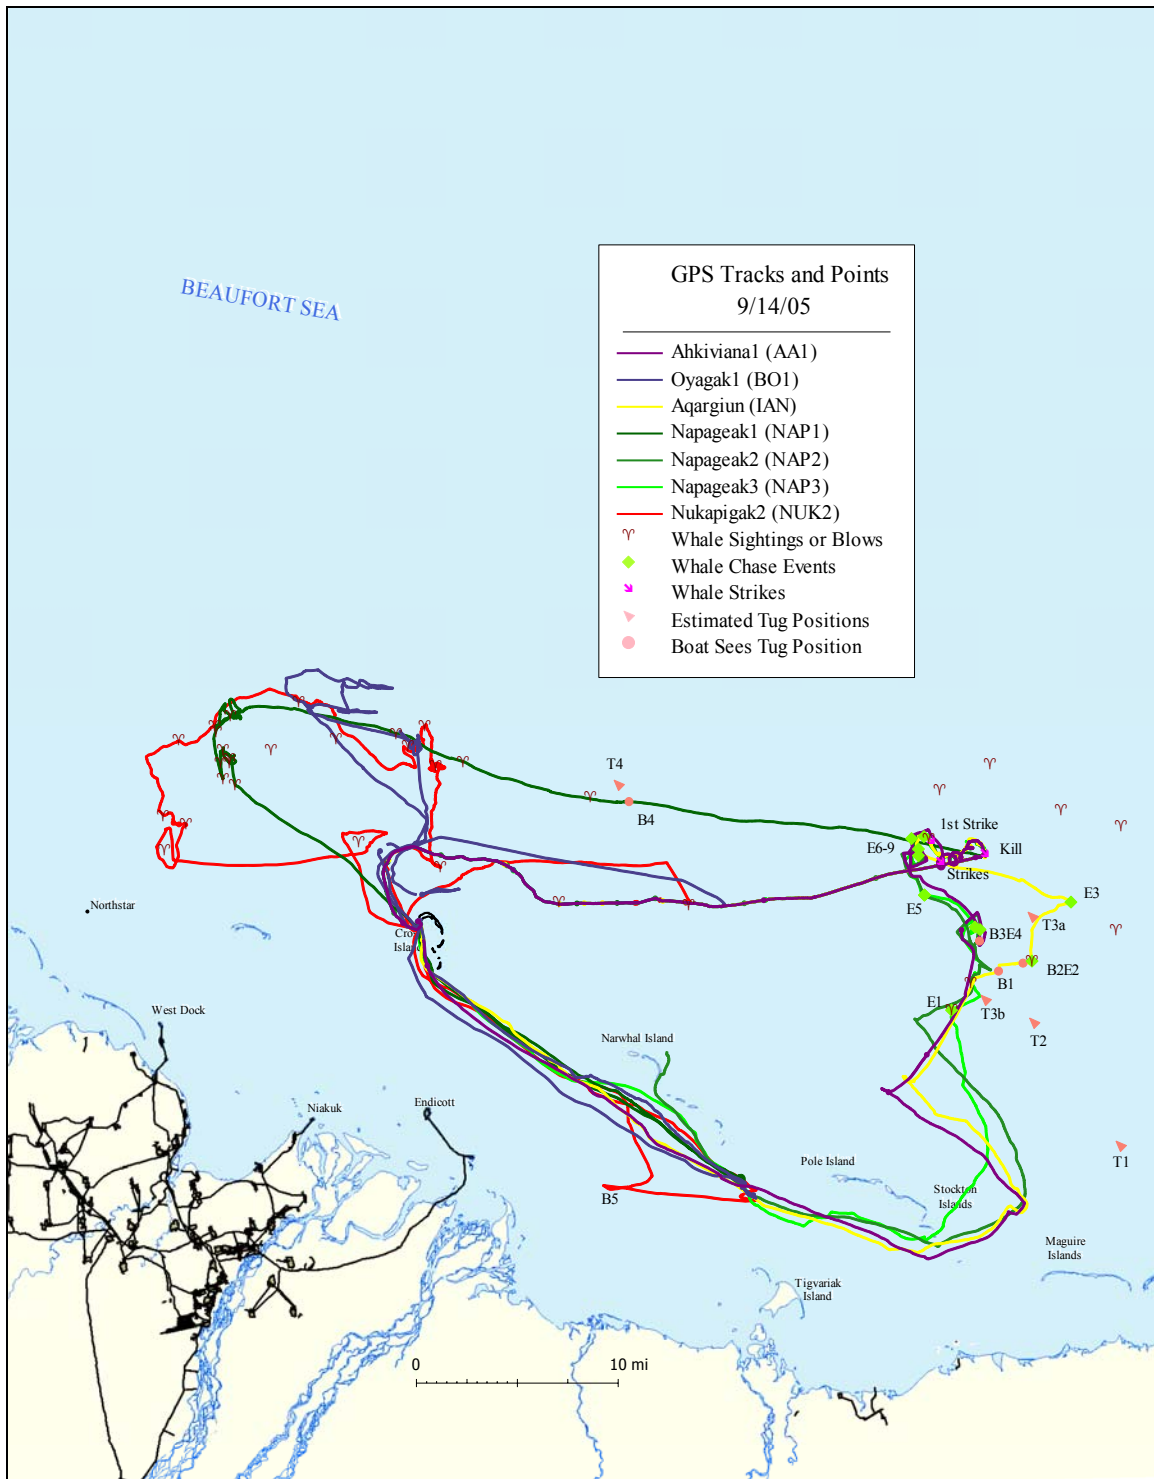 BEAUFORT SEA
GPS Tracks and Points
9/14/05
Ahkiviana1 (AA1)
Oyagak1 (BO1)
Aqargiun (IAN)
Napageak1 (NAP1)
Napageak2 (NAP2)
Napageak3 (NAP3)
Nukapigak2 (NUK2)
Whale Sightings or Blows
Whale Chase Events
Whale Strikes
Estimated Tug Positions
Boat Sees Tug Position
T4
B4
1st Strike
E6-9
Kill
Strikes
E5
E3
T3a
B3E4
B2E2
B1
E1
T3b
T2
T1
Northstar
Cross
Island
West Dock
Narwhal Island
Niakuk
Endicott
Pole Island
B5
Stockton
Islands
Maguire
Islands
Tigvariak
Island
0 10 mi